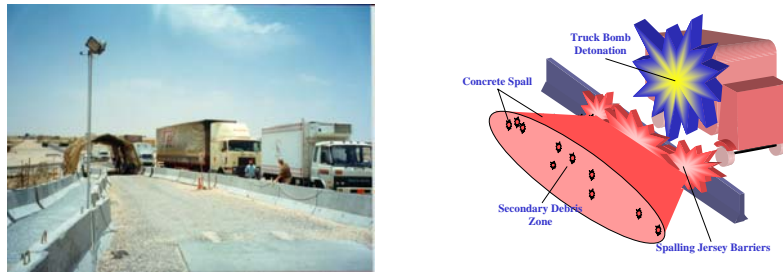 Truck Bomb
Detonation
Concrete Spall
Secondary Debris
Zone
Spalling Jersey Barriers